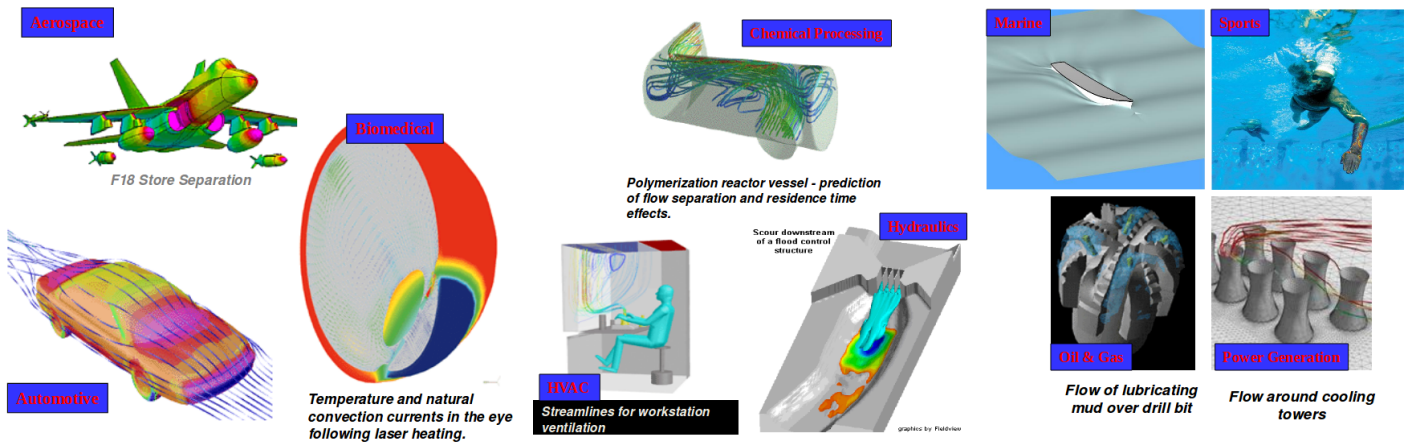 Aerospace
F18 Store Separation
Automotive
Biomedical
Temperature and natural
convection currents in the eye
following laser heating.
Chemical Processing
Polymerization reactor vessel - prediction
of flow separation and residence time
effects.
HVAC
Streamlines for workstation
ventilation
Hydraulics
Scour downstream
of a flood control
structure
graphics by Fieldview
Marine
Sports
Oil & Gas
Flow of lubricating
mud over drill bit
Power Generation
Flow around cooling
towers